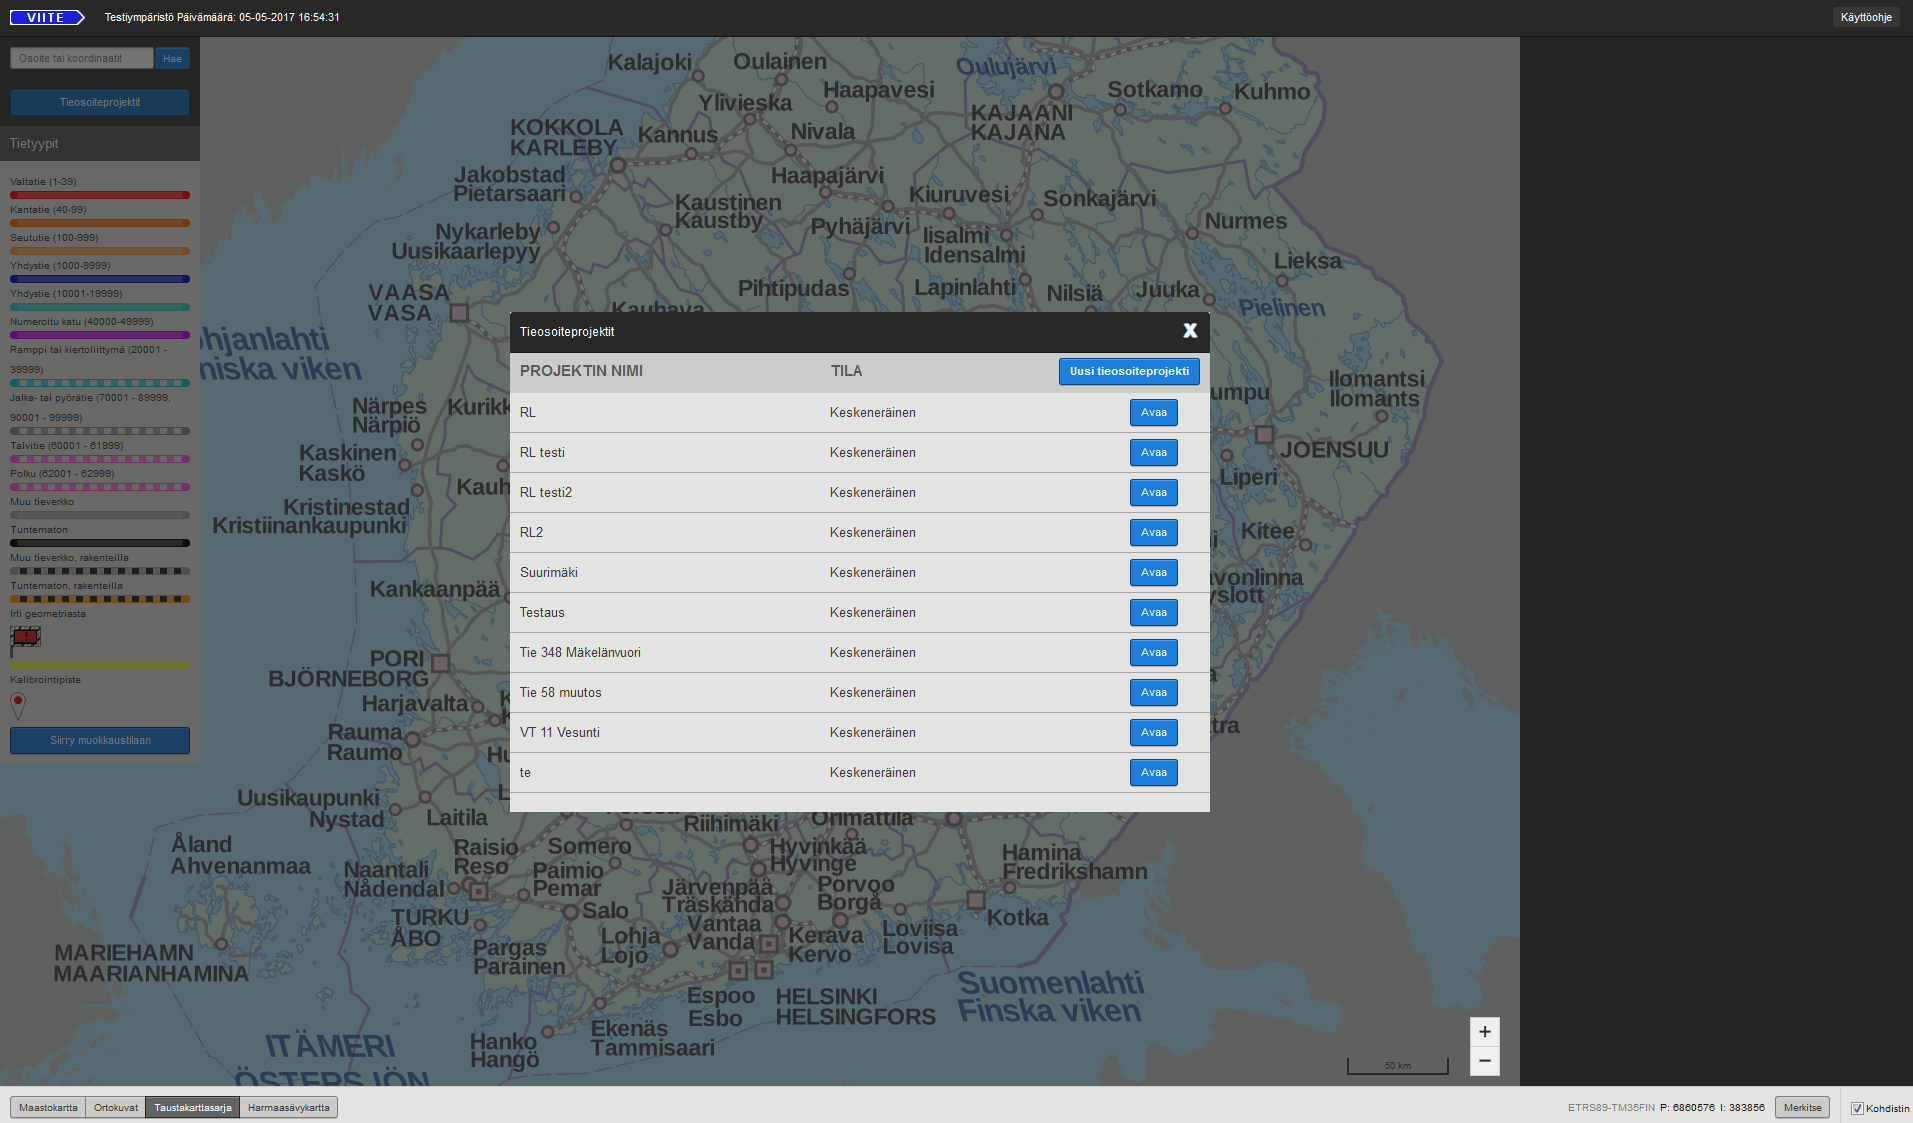 VIITE
Testiympäristö Päivämäärä: 05-05-2017 16:54:31
Käyttöohje
Osoite tai koordinaatit
Hae
Tieosoiteprojektit
Tietyypit
Valtatie (1-39)
Kantatie (40-99)
Seututie (100-999)
Yhdystie (1000-9999)
Yhdystie (10001-19999)
Numeroitu katu (40000-49999)
Ramppi tai kiertoliittymä (20001 -
39999)
Jalka- tai pyörätie (70001 - 89999,
90001 - 99999)
Talvitie (60001 - 61999)
Polku (62001 - 62999)
Muu tieverkko
Tuntematon
Muu tieverkko, rakenteilla
Tuntematon, rakenteilla
Irti geometriasta
Kalibrointipiste
Siirry muokkaustilaan
Kalajoki
Oulainen
Oulujärvi
Haapavesi
Sotkamo
Kuhmo
Ylivieska
KAJAANI
KAJANA
KOKKOLA
KARLEBY
Kannus
Nivala
Jakobstad
Pietarsaari
Haapajärvi
Kiuruvesi
Sonkajärvi
Kaustinen
Kaustby
Pyhäjärvi
Nurmes
Nykarleby
Uusikaarlepyy
Iisalmi
Idensalmi
Lieksa
VAASA
VASA
Pihtipudas
Lapinlahti
Nilsiä
Juuka
Pielinen
Kauhava
hjanlahti
niska viken
Tieosoiteprojektit
X
PROJEKTIN NIMI
TILA
Uusi tieosoiteprojekti
RL
Keskeneräinen
Avaa
RL testi
Keskeneräinen
Avaa
RL testi2
Keskeneräinen
Avaa
RL2
Keskeneräinen
Avaa
Suurimäki
Keskeneräinen
Avaa
Testaus
Keskeneräinen
Avaa
Tie 348 Mäkelänvuori
Keskeneräinen
Avaa
Tie 58 muutos
Keskeneräinen
Avaa
VT 11 Vesunti
Keskeneräinen
Avaa
te
Keskeneräinen
Avaa
Närpes
Närpiö
Kurikk
umpu
Ilomantsi
Ilomants
Kaskinen
Kaskö
JOENSUU
Kauh
Liperi
Kristinestad
Kristiinankaupunki
Kitee
Kankaanpää
avonlinna
yslott
PORI
BJÖRNEBORG
Harjavalta
Rauma
Raumo
tra
Uusikaupunki
Nystad
Laitila
Riihimäki
Orimattila
Åland
Ahvenanmaa
Raisio
Reso
Somero
Hyvinkää
Hyvinge
Hamina
Fredrikshamn
Naantali
Nådendal
Paimio
Pemar
Järvenpää
Träskända
Porvoo
Borgå
TURKU
ÅBO
Salo
Vantaa
Vanda
Kotka
Pargas
Parainen
Lohja
Lojo
Kerava
Kervo
Loviisa
Lovisa
MARIEHAMN
MAARIANHAMINA
Espoo
Esbo
HELSINKI
HELSINGFORS
Suomenlahti
Finska viken
Hanko
Hangö
Ekenäs
Tammisaari
ITÄMERI
ÖSTERSJÖN
+
−
50 km
Maastokartta
Ortokuvat
Taustakarttasarja
Harmaasävykartta
ETRS89-TM35FIN P: 6860576 I: 383856
Merkitse
Kohdistin